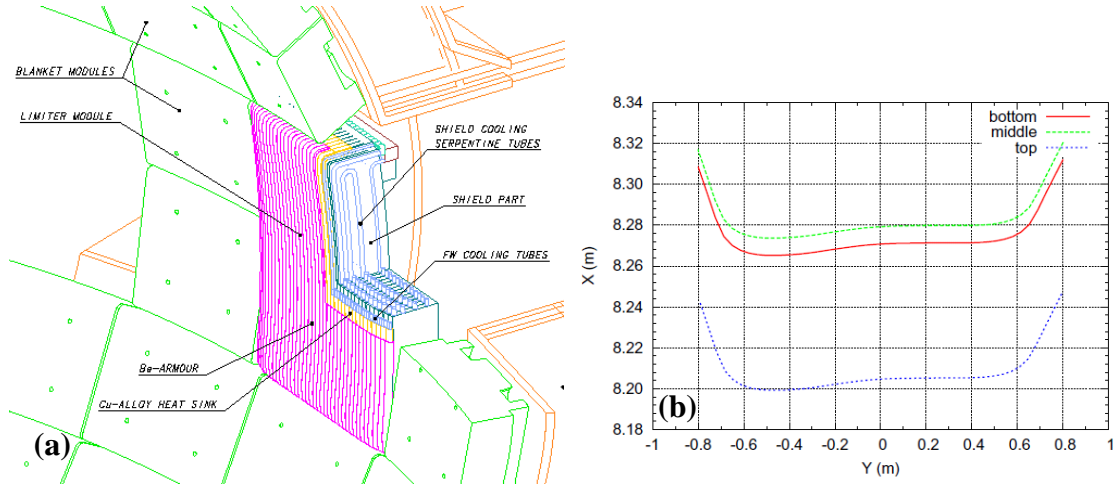 BLANKET MODULES
LIMITER MODULE
SHIELD COOLING
SERPENTINE TUBES
SHIELD PART
FW COOLING TUBES
Be-ARMOUR
Cu-ALLOY HEAT SINK
(a)
8.34
8.32
8.30
8.28
8.26
8.24
8.22
8.20
8.18
X (m)
bottom
middle
top
(b)
-1
-0.8
-0.6
-0.4
-0.2
0
0.2
0.4
0.6
0.8
1
Y (m)